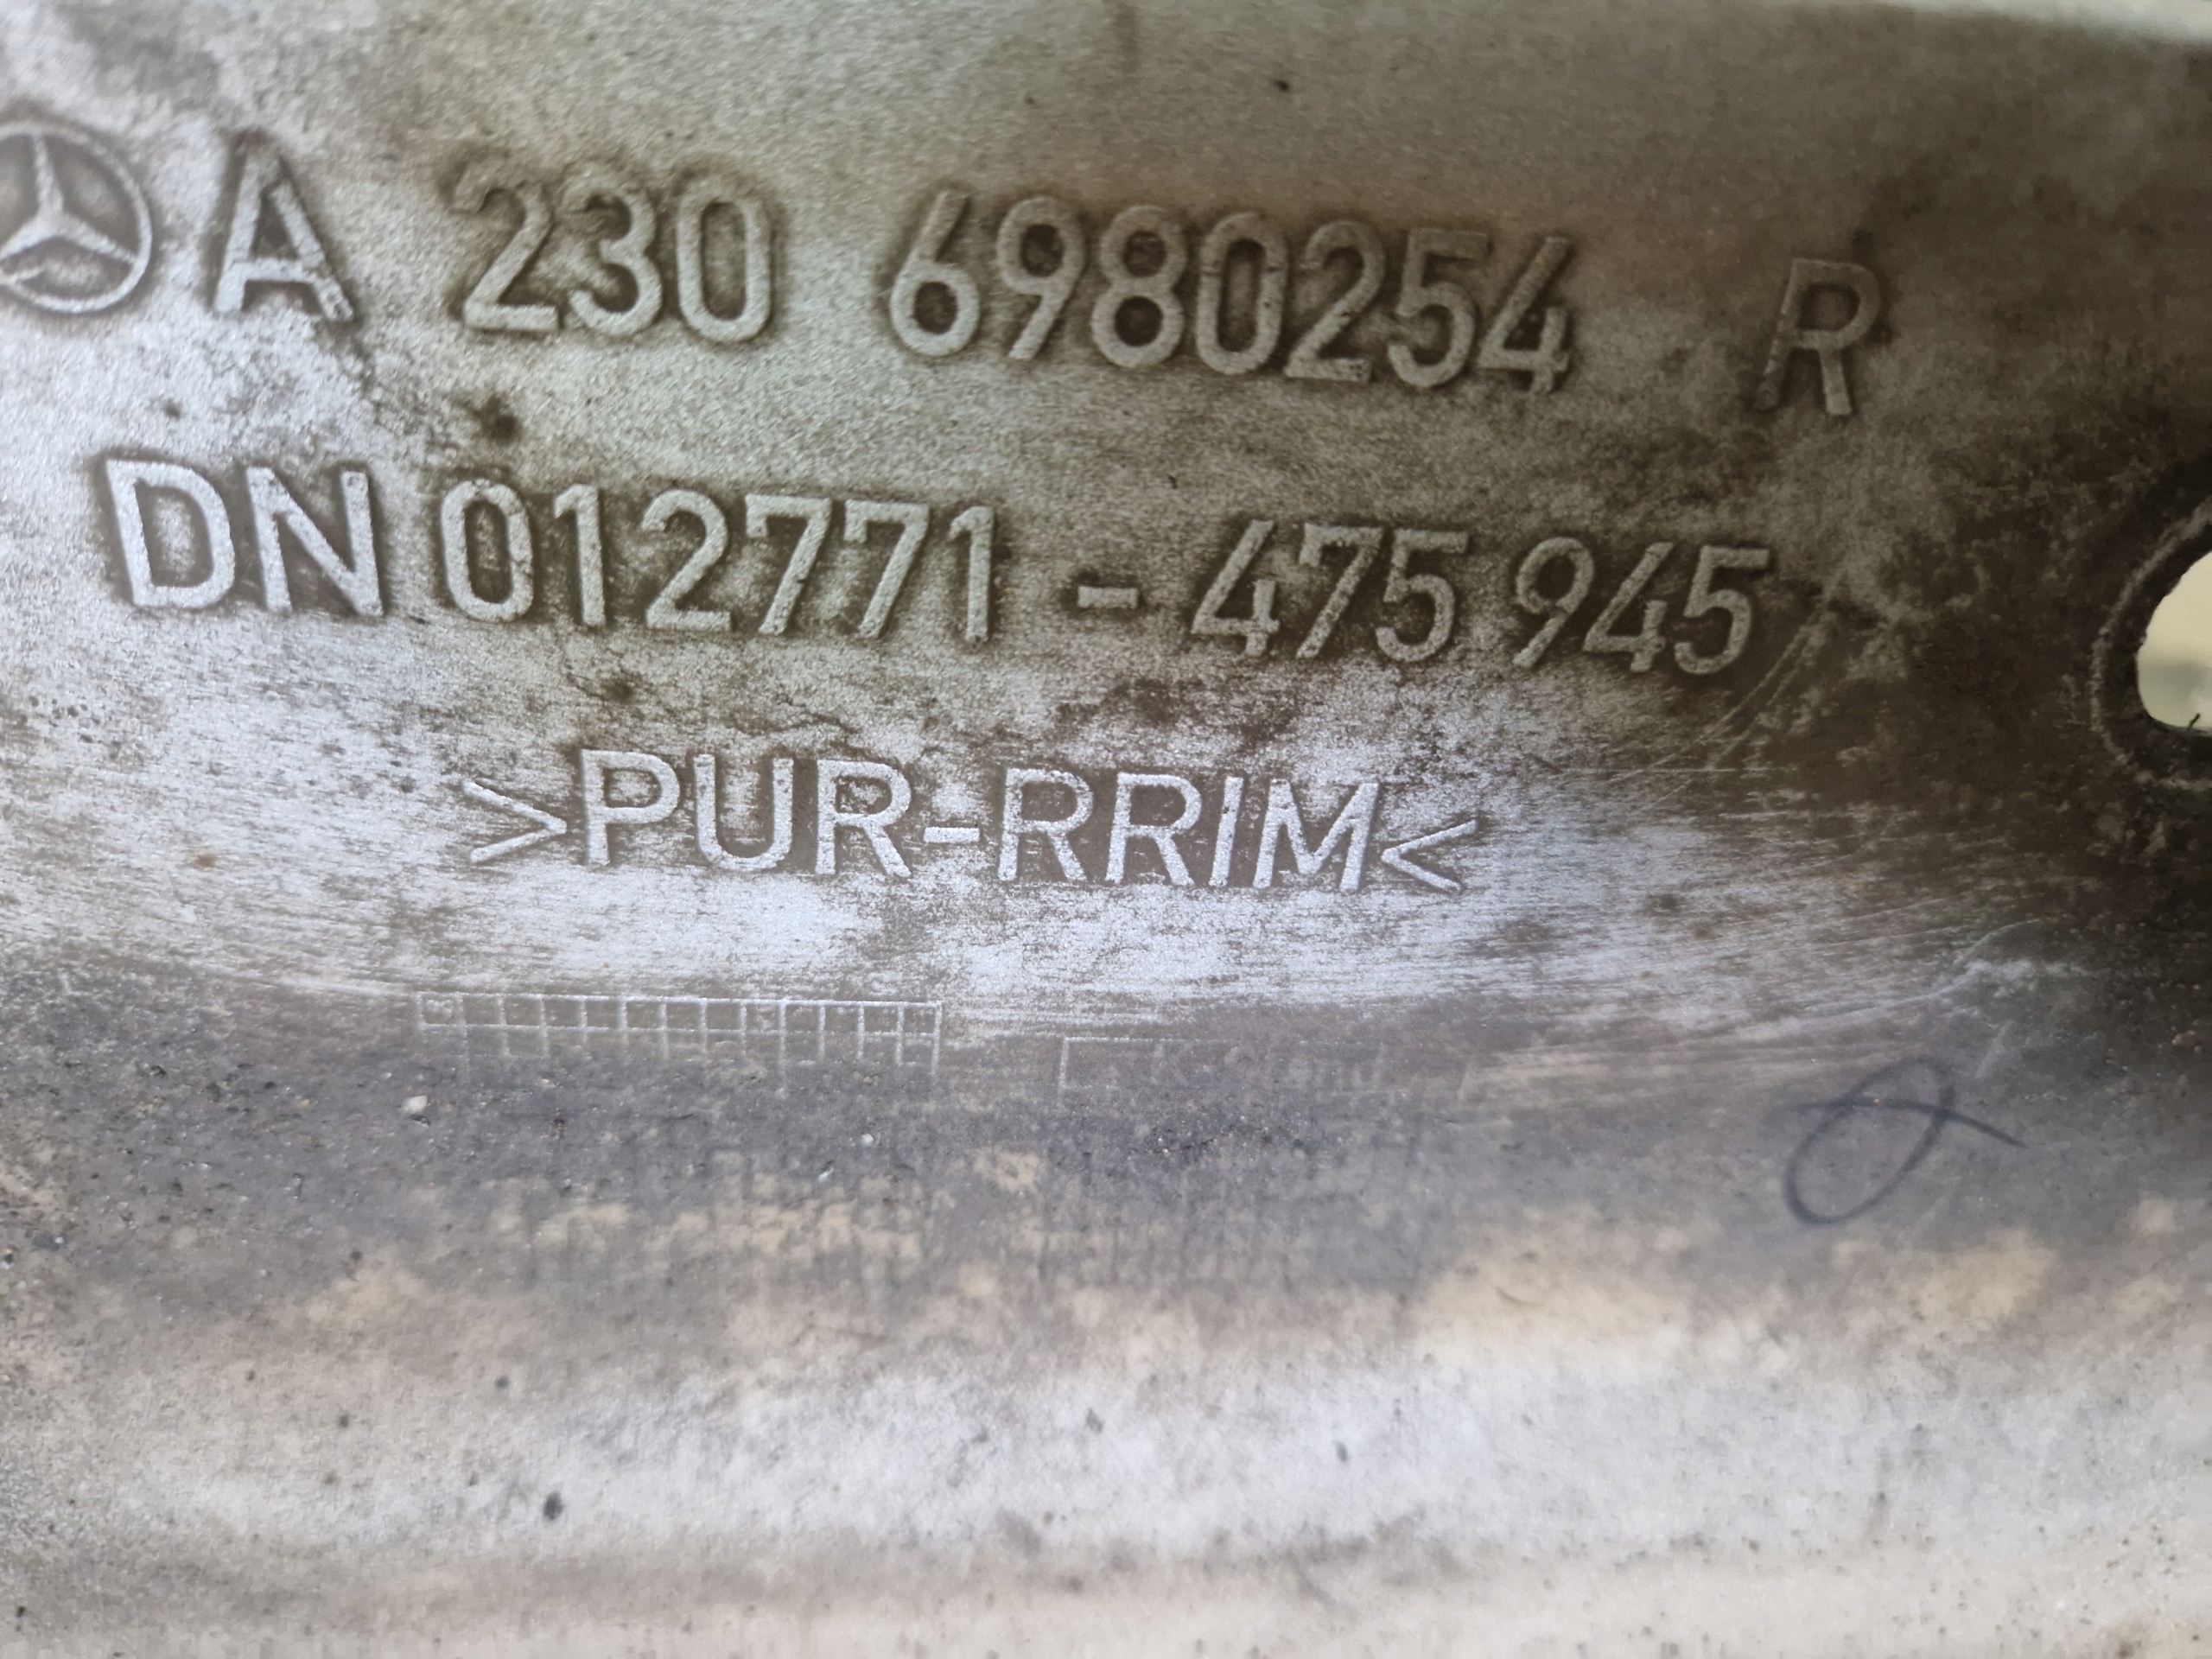 A 230 6980254 R
DN 012771 - 475 945
>PUR-RRIM<